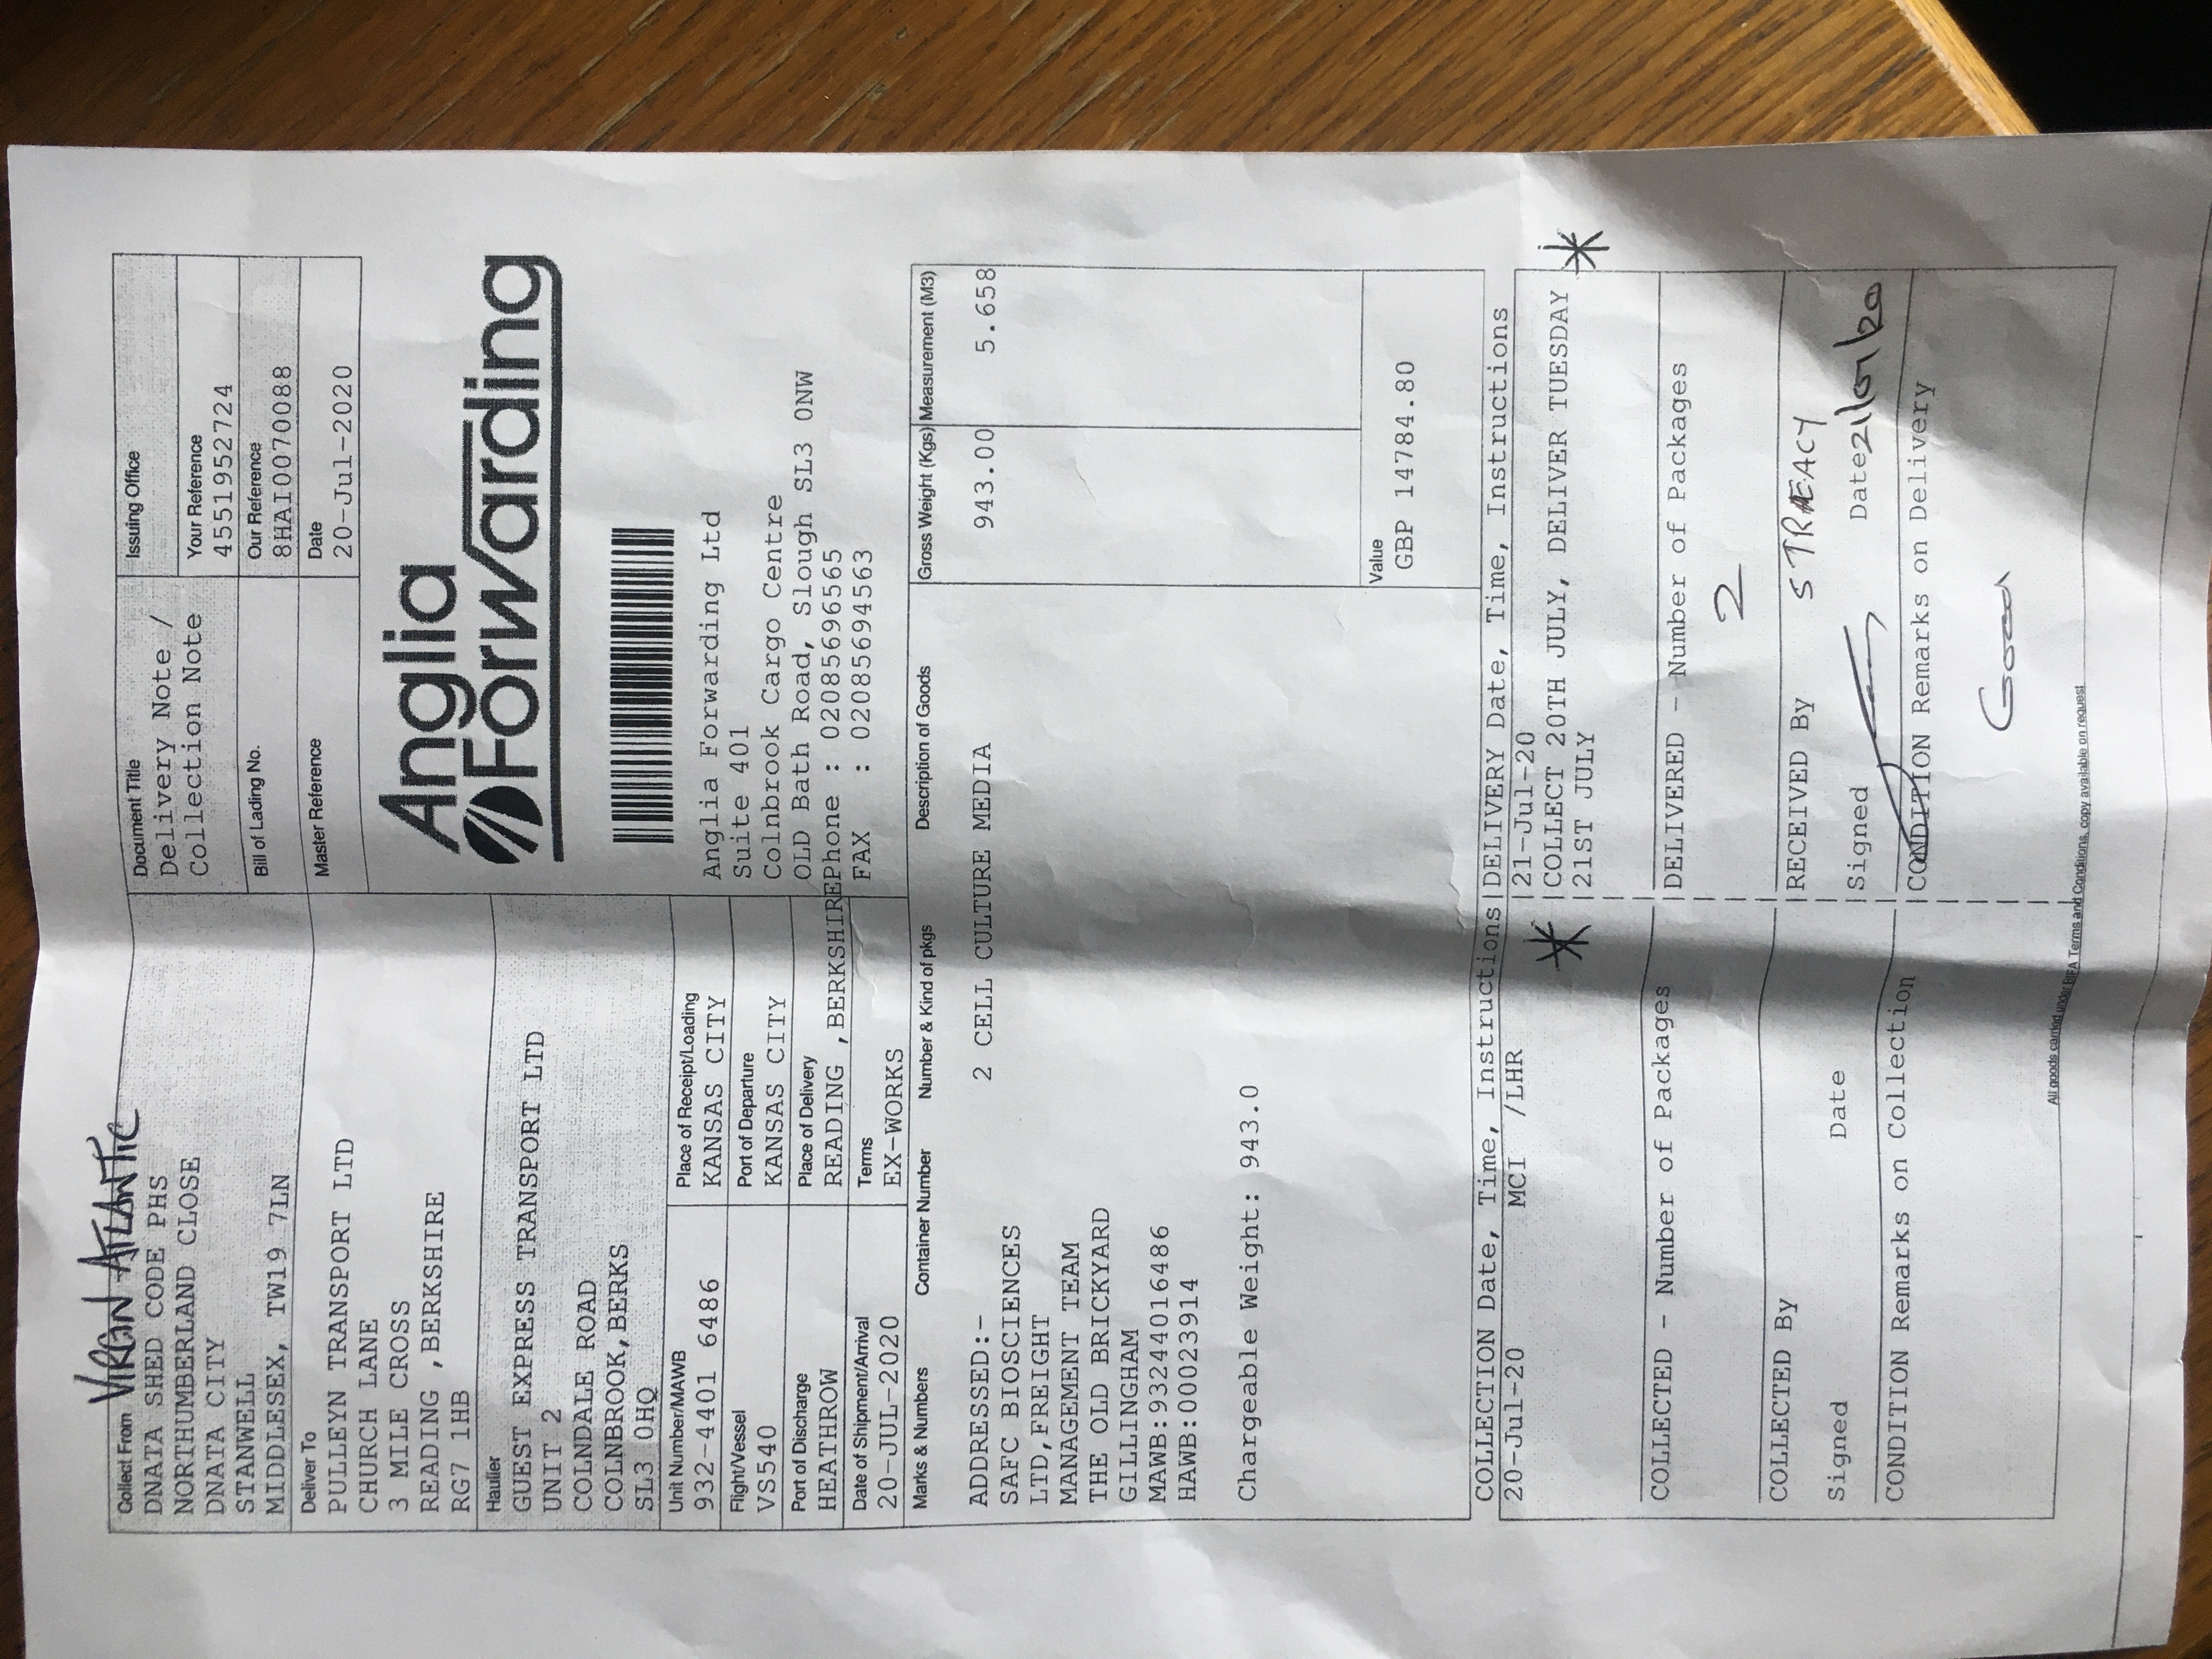 Collect From VIRGIN ATLANTIC
DNATA SHED CODE PHS
NORTHUMBERLAND CLOSE
DNATA CITY
STANWELL
MIDDLESEX, TW19 7LN
Deliver To
PULLEYN TRANSPORT LTD
CHURCH LANE
3 MILE CROSS
READING ,BERKSHIRE
RG7 1HB
Haulier
GUEST EXPRESS TRANSPORT LTD
UNIT 2
COLNDALE ROAD
COLNBROOK,BERKS
SL3 0HQ
Document Title
Delivery Note /
Collection Note
Issuing Office
Your Reference
4551952724
Bill of Lading No.
Our Reference
8HAI00070088
Master Reference
Date
20-Jul-2020
Anglia
Forwarding
Anglia Forwarding Ltd
Suite 401
Colnbrook Cargo Centre
OLD Bath Road, Slough SL3 0NW
Phone : 02085696565
FAX : 02085694563
Unit Number/MAWB
932-4401 6486
Place of Receipt/Loading
KANSAS CITY
Flight/Vessel
VS540
Port of Departure
KANSAS CITY
Port of Discharge
HEATHROW
Place of Delivery
READING ,BERKSHIRE
Date of Shipment/Arrival
20-JUL-2020
Terms
EX-WORKS
Marks & Numbers Container Number Number & Kind of pkgs Description of Goods Gross Weight (Kgs) Measurement (M3)
2 CELL CULTURE MEDIA 943.00 5.658
ADDRESSED:-
SAFC BIOSCIENCES
LTD,FREIGHT
MANAGEMENT TEAM
THE OLD BRICKYARD
GILLINGHAM
MAWB:93244016486
HAWB:00023914
Chargeable Weight: 943.0
Value
GBP 14784.80
COLLECTION Date, Time, Instructions
20-Jul-20 MCI /LHR
DELIVERY Date, Time, Instructions
21-Jul-20
* COLLECT 20TH JULY, DELIVER TUESDAY *
21ST JULY
COLLECTED - Number of Packages
DELIVERED - Number of Packages
2
COLLECTED By
RECEIVED By STREACY
Signed Date
Signed Date
CONDITION Remarks on Collection
CONDITION Remarks on Delivery
Good
All goods carried under BIFA Terms and Conditions, copy available on request